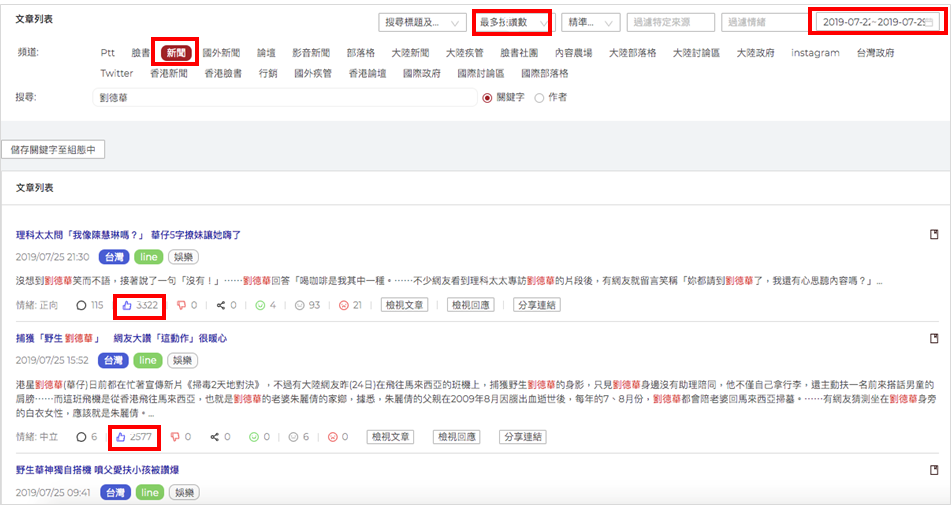 文章列表
搜尋標題及... 最多按讚數 精準... 過濾特定來源 過濾情緒 2019-07-22~2019-07-29
頻道: Ptt 臉書 新聞 國外新聞 論壇 影音新聞 部落格 大陸新聞 大陸疾管 臉書社團 內容農場 大陸部落格 大陸討論區 大陸政府 instagram 台灣政府
Twitter 香港新聞 香港臉書 行銷 國外疾管 香港論壇 國際政府 國際討論區 國際部落格
搜尋: 劉德華 關鍵字 作者
儲存關鍵字至組態中
文章列表
理科太太問「我像陳慧琳嗎？」 華仔5字撩妹讓她嗨了
2019/07/25 21:30 台灣 line 娛樂
沒想到劉德華笑而不語，接著說了一句「沒有！」……劉德華回答「喝咖啡是我其中一種。……不少網友看到理科太太專訪劉德華的片段後，有網友就留言笑稱「妳都請到劉德華了，我還有心思聽內容嗎？」...
情緒: 正向 115 3322 0 0 4 93 21 檢視文章 檢視回應 分享連結
捕獲「野生 劉德華」 網友大讚「這動作」很暖心
2019/07/25 15:52 台灣 line 娛樂
港星劉德華(華仔)日前都在忙著宣傳新片《掃毒2天地對決》，不過有大陸網友昨(24日)在飛往馬來西亞的班機上，捕獲野生劉德華的身影，只見劉德華身邊沒有助理陪同，他不僅自己拿行李，還主動扶一名前來搭話男童的
肩膀……而這班飛機是從香港飛往馬來西亞，也就是劉德華的老婆朱麗倩的家鄉，據悉，朱麗倩的父親在2009年8月因腦出血逝世後，每年的7、8月份，劉德華都會陪老婆回馬來西亞掃墓。……有網友猜測坐在劉德華身旁
的白衣女性，應該就是朱麗倩。...
情緒: 中立 6 2577 0 0 0 6 0 檢視文章 檢視回應 分享連結
野生華神獨自搭機 噴父愛扶小孩被讚爆
2019/07/25 09:41 台灣 line 娛樂